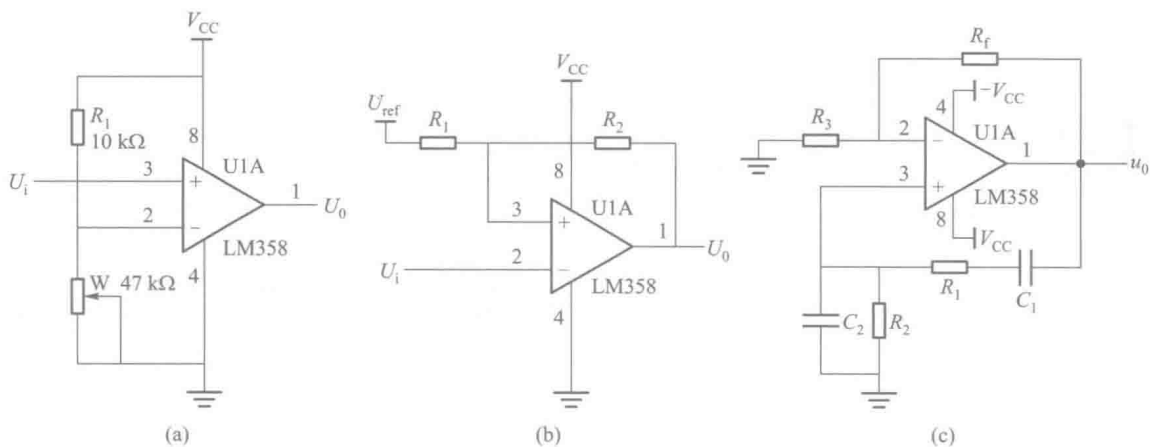 V_CC
R_1
10 kΩ
8
U1A
3
+
U_i
1
U_0
2
−
LM358
4
W 47 kΩ
(a)
V_CC
U_ref
R_1
R_2
8
U1A
3
+
1
U_0
U_i
2
−
LM358
4
(b)
R_f
−V_CC
4
R_3
2
−
U1A
1
u_0
3
+
LM358
8
V_CC
R_1
C_1
C_2
R_2
(c)